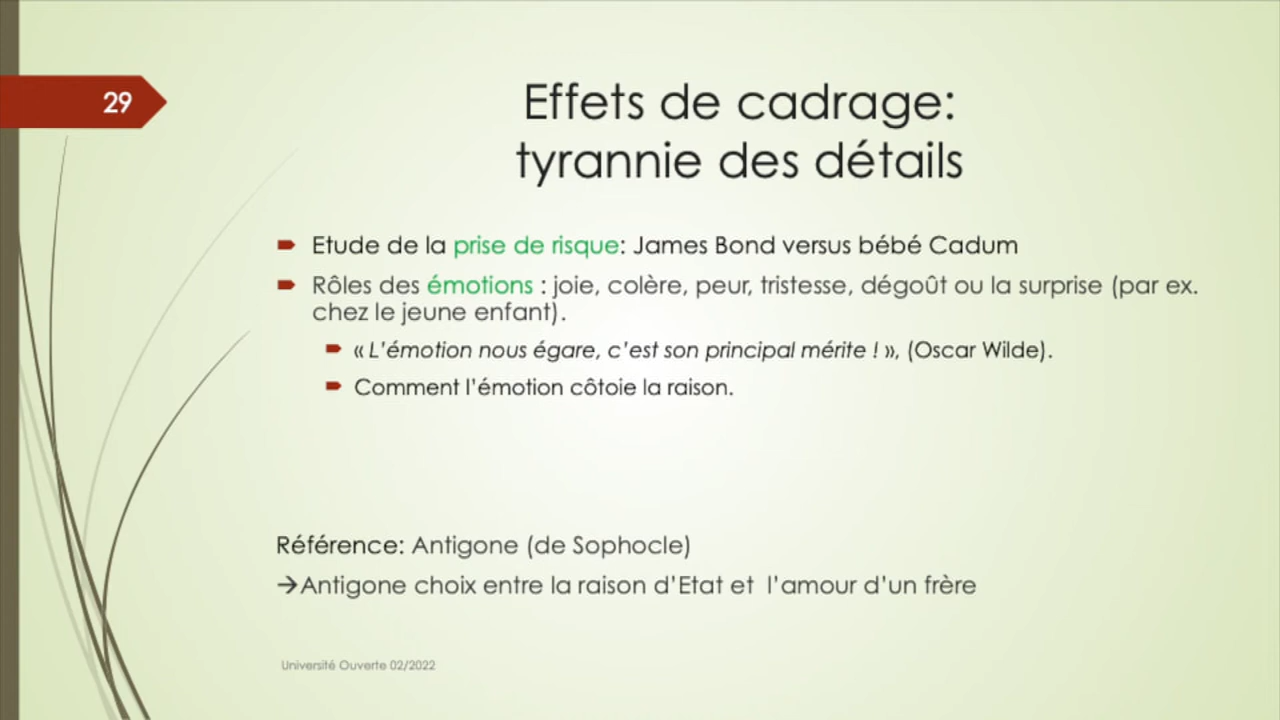 29
Effets de cadrage:
tyrannie des détails
Etude de la prise de risque: James Bond versus bébé Cadum
Rôles des émotions : joie, colère, peur, tristesse, dégoût ou la surprise (par ex.
chez le jeune enfant).
« L’émotion nous égare, c’est son principal mérite ! », (Oscar Wilde).
Comment l’émotion côtoie la raison.
Référence: Antigone (de Sophocle)
→Antigone choix entre la raison d’Etat et l’amour d’un frère
Université Ouverte 02/2022